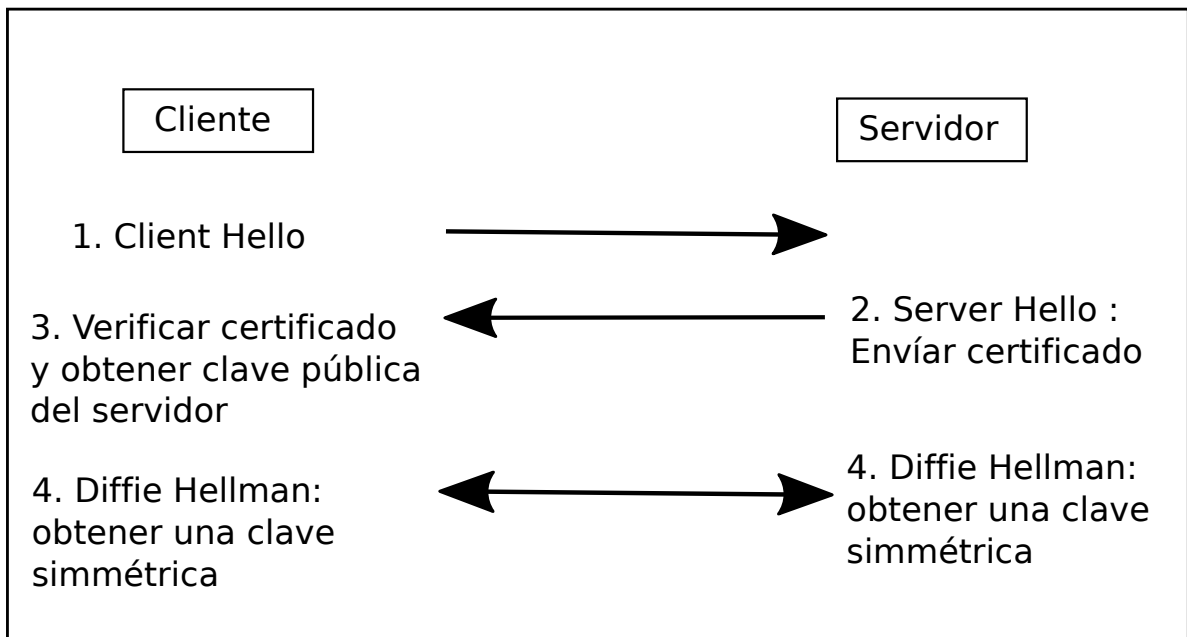 Cliente
Servidor
1. Client Hello
2. Server Hello :
Envíar certificado
3. Verificar certificado
y obtener clave pública
del servidor
4. Diffie Hellman:
obtener una clave
simmétrica
4. Diffie Hellman:
obtener una clave
simmétrica